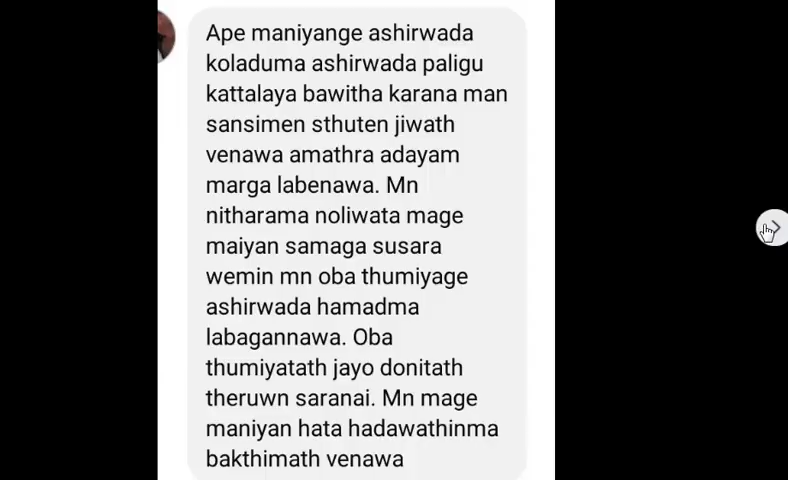 Ape maniyange ashirwada
koladuma ashirwada paligu
kattalaya bawitha karana man
sansimen sthuten jiwath
venawa amathra adayam
marga labenawa. Mn
nitharama noliwata mage
maiyan samaga susara
wemin mn oba thumiyage
ashirwada hamadma
labagannawa. Oba
thumiyatath jayo donitath
theruwn saranai. Mn mage
maniyan hata hadawathinma
bakthimath venawa